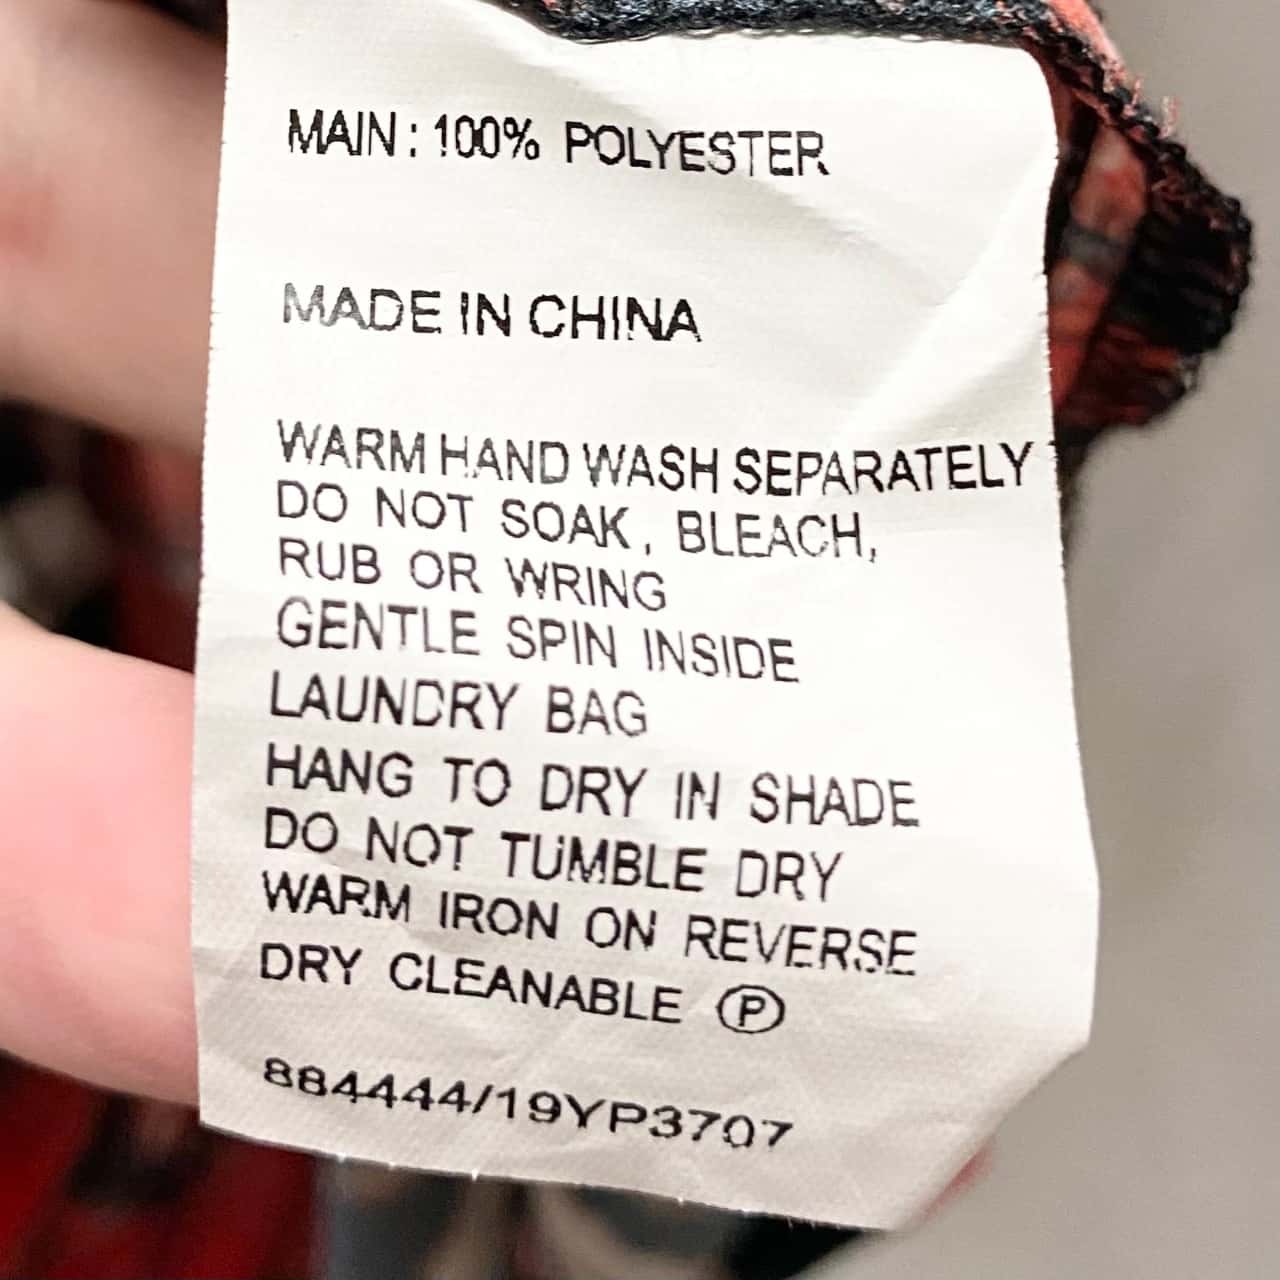 MAIN: 100% POLYESTER
MADE IN CHINA
WARM HAND WASH SEPARATELY
DO NOT SOAK, BLEACH,
RUB OR WRING
GENTLE SPIN INSIDE
LAUNDRY BAG
HANG TO DRY IN SHADE
DO NOT TUMBLE DRY
WARM IRON ON REVERSE
DRY CLEANABLE Ⓟ
884444/19YP3707